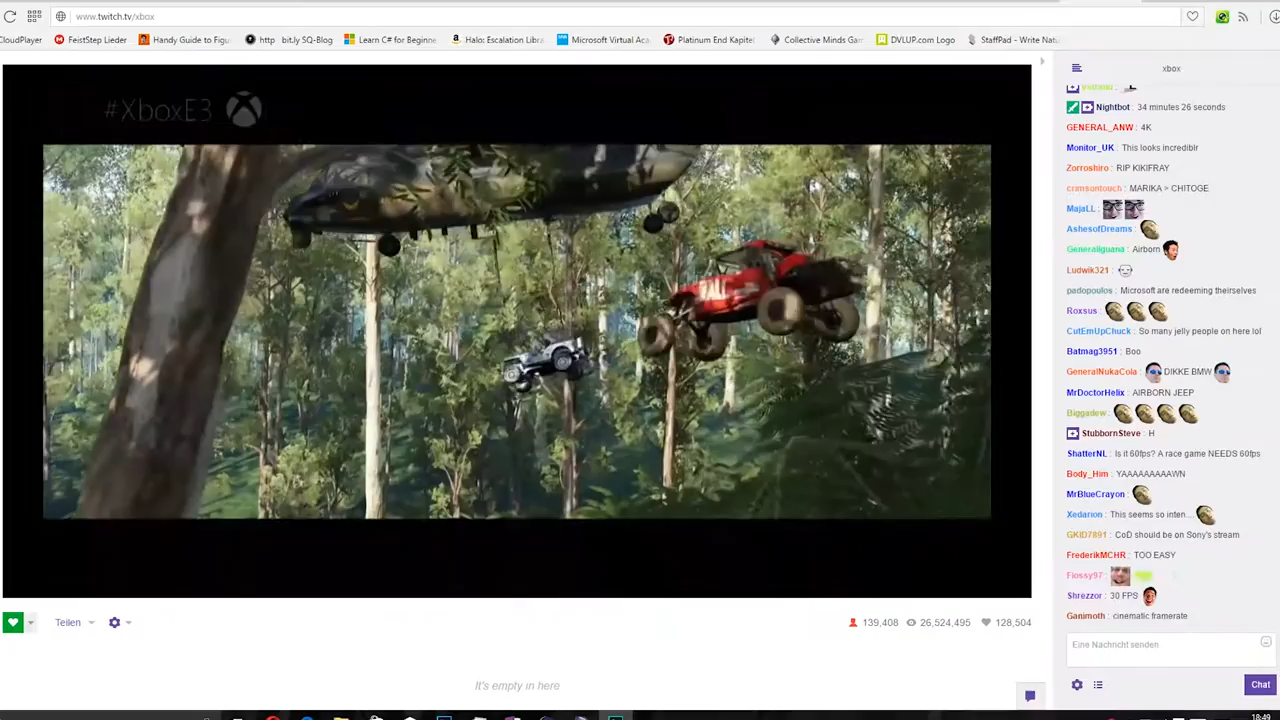 www.twitch.tv/xbox
CloudPlayer
FeistStep Lieder
Handy Guide to Figu
http
bit.ly SQ-Blog
Learn C# for Beginne
Halo: Escalation Libra
Microsoft Virtual Aca
Platinum End Kapitel
Collective Minds Gam
DVLUP.com Logo
StaffPad – Write Natu
#XboxE3
xbox
Nightbot : 34 minutes 26 seconds
GENERAL_ANW : 4K
Monitor_UK : This looks incrediblr
Zorroshiro : RIP KIKIFRAY
crimsontouch : MARIKA > CHITOGE
MajaLL :
AshesofDreams :
GeneralIguana : Airborn
Ludwik321 :
padopoulos : Microsoft are redeeming theirselves
Roxsus :
CutEmUpChuck : So many jelly people on here lol
Batmag3951 : Boo
GeneralNukaCola : DIKKE BMW
MrDoctorHelix : AIRBORN JEEP
Biggadew :
StubbornSteve : H
ShatterNL : Is it 60fps? A race game NEEDS 60fps
Body_Him : YAAAAAAAAAWN
MrBlueCrayon :
Xedarion : This seems so inten...
GKID7891 : CoD should be on Sony's stream
FrederikMCHR : TOO EASY
Flossy97 :
Shrezzor : 30 FPS
Ganimoth : cinematic framerate
Teilen
139,408
26,524,495
128,504
Eine Nachricht senden
It's empty in here
Chat
18:49